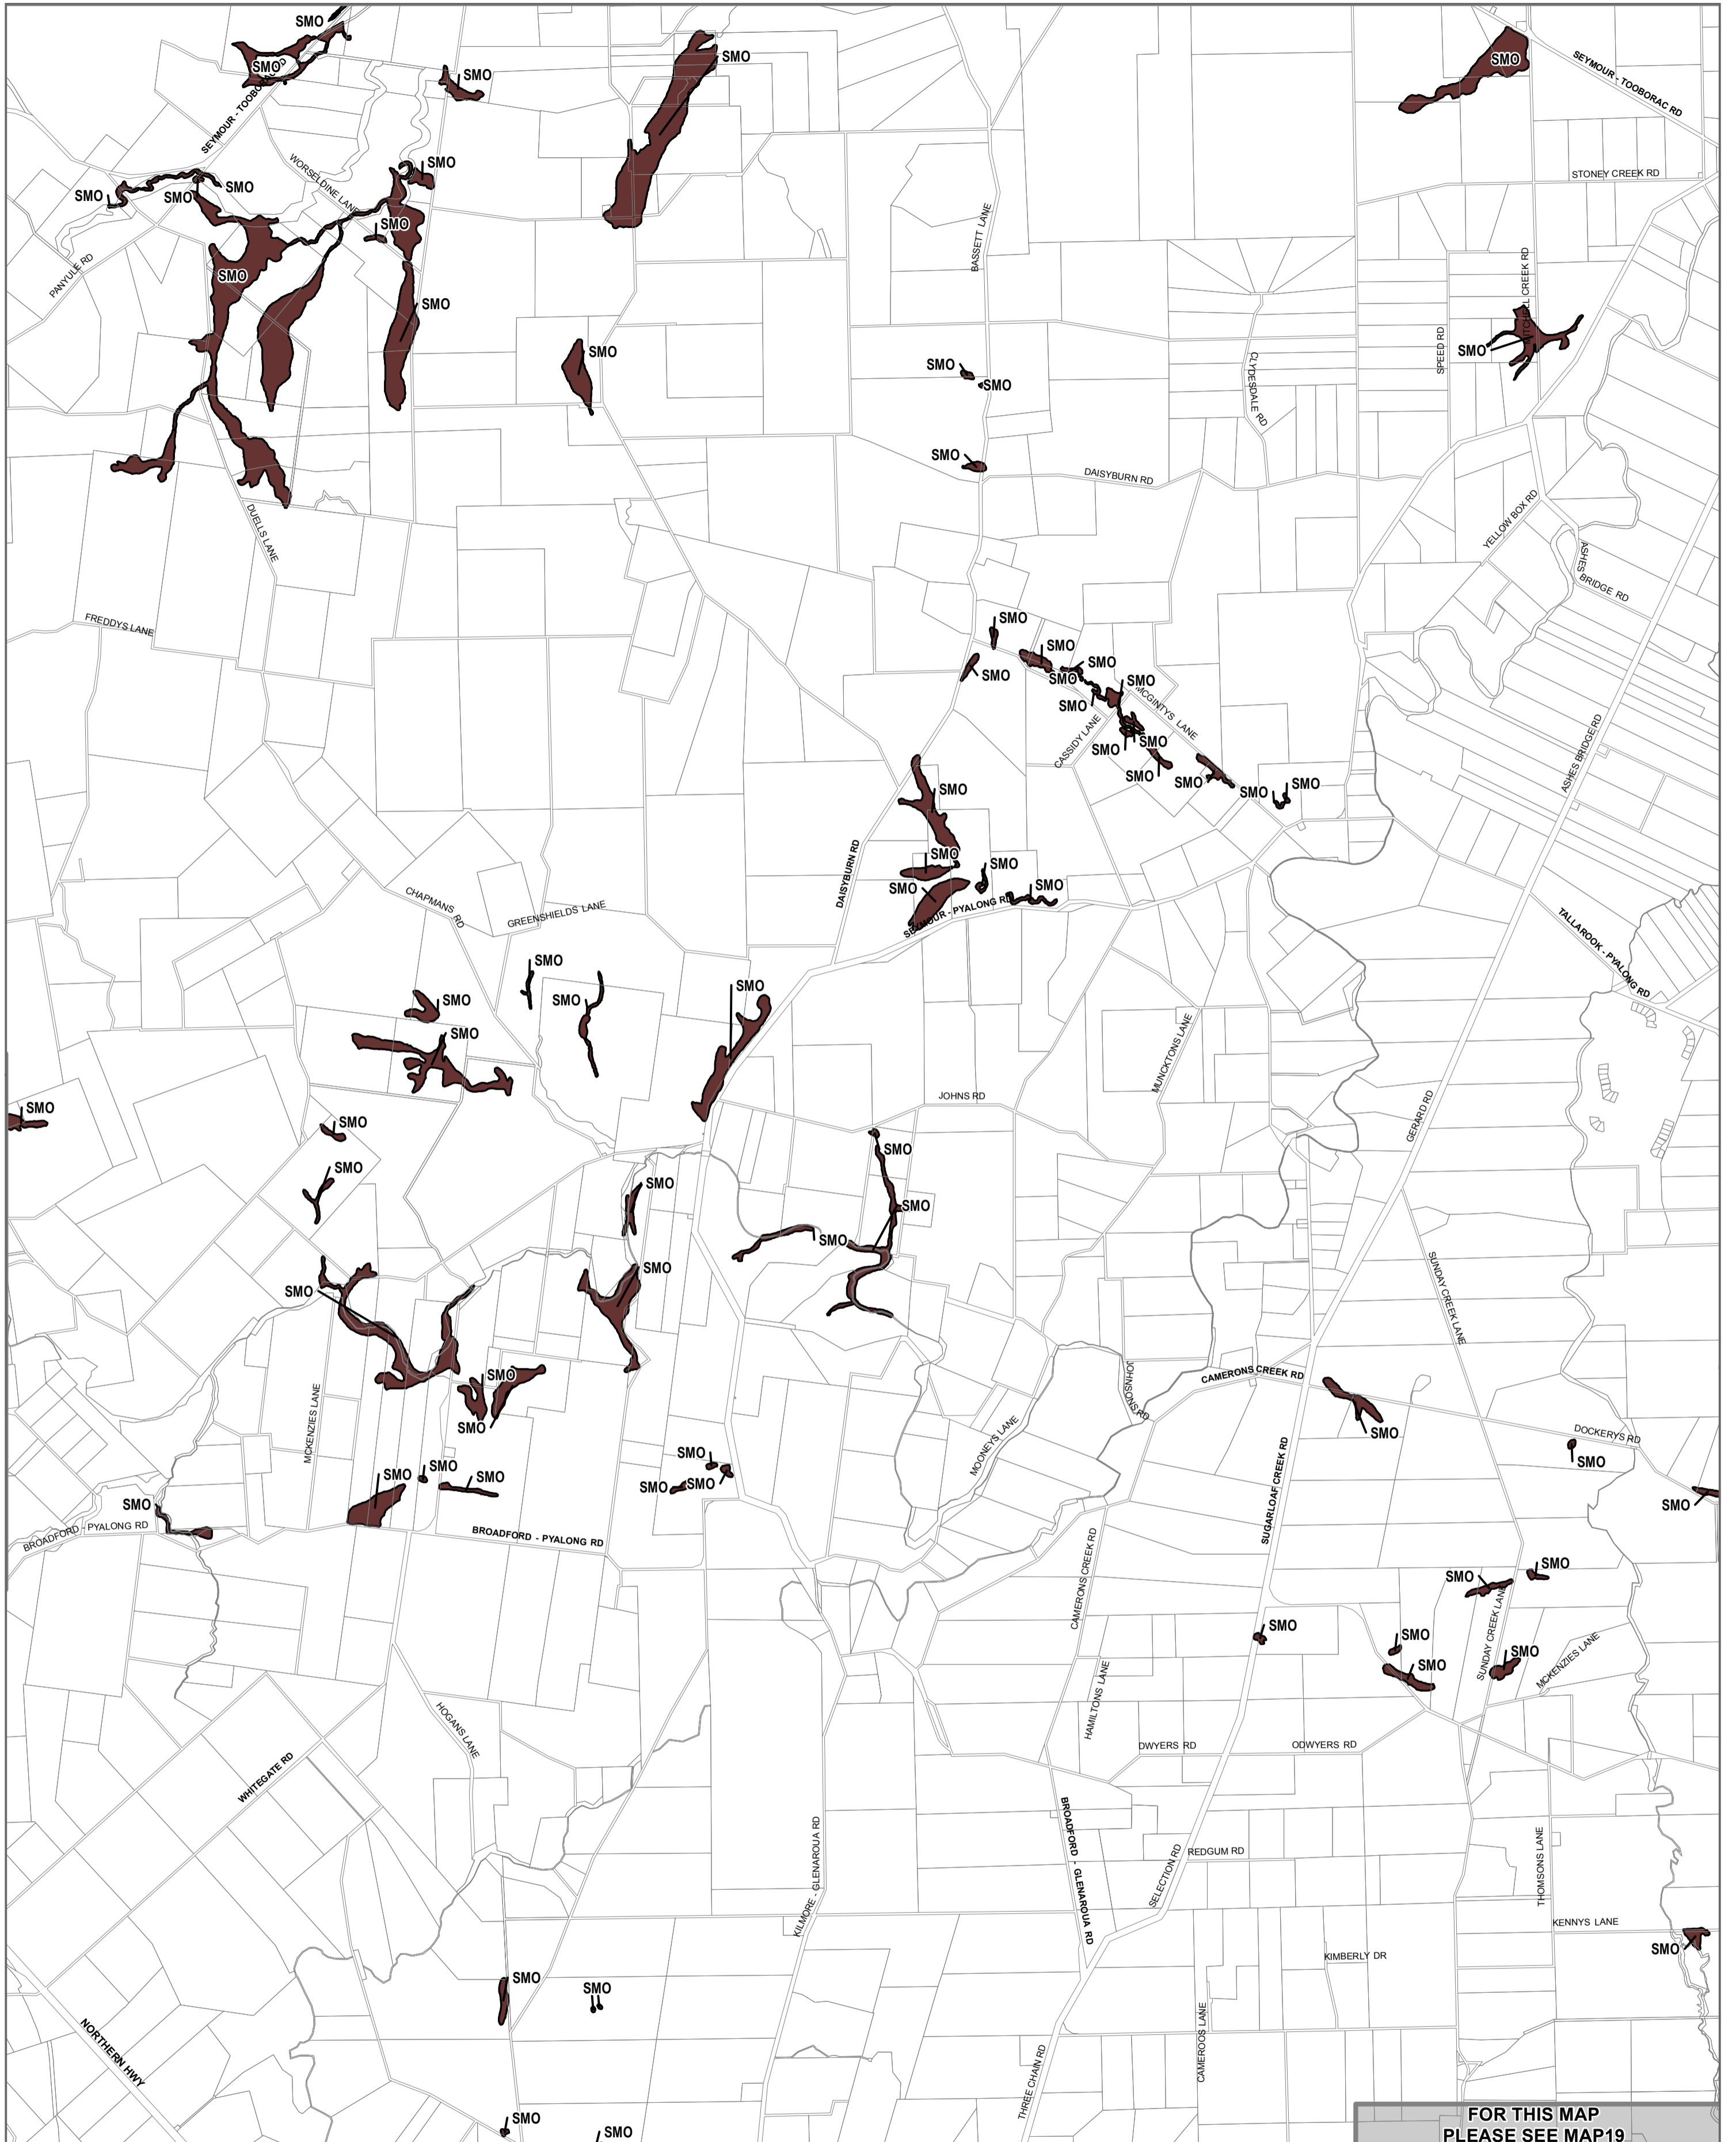 SMO
SMO
SEYMOUR - TOOBORAC RD
SMO
SMO
SMO
SEYMOUR - TOOBORAC RD
STONEY CREEK RD
WORSELDINE LANE
SMO
SMO
SMO
SMO
SMO
SMO
PANYULE RD
BASSETT LANE
MITCHELL CREEK RD
SMO
SMO
SMO
SMO
SMO
SPEED RD
CLYDESDALE RD
SMO
DAISYBURN RD
DUELLS LANE
YELLOW BOX RD
ASHES
BRIDGE RD
FREDDYS LANE
SMO
SMO
SMO
SMO
SMO
SMO
SMO
MCGINTYS LANE
CASSIDY LANE
SMO
SMO
SMO
SMO
SMO
SMO
ASHES BRIDGE RD
SMO
DAISYBURN RD
SMO
SMO
SMO
SMO
SEYMOUR - PYALONG RD
CHAPMANS RD
GREENSHIELDS LANE
TALLAROOK - PYALONG RD
SMO
SMO
SMO
SMO
SMO
MUNCKTONS LANE
JOHNS RD
GERARD RD
SMO
SMO
SMO
SMO
SMO
SMO
SMO
SMO
SMO
SUNDAY CREEK LANE
CAMERONS CREEK RD
JOHNSONS RD
SMO
SMO
MCKENZIES LANE
MOONEYS LANE
SMO
DOCKERYS RD
SMO
SUGARLOAF CREEK RD
SMO
SMO
SMO
SMO
SMO
SMO
SMO
SMO
BROADFORD - PYALONG RD
BROADFORD - PYALONG RD
CAMERONS CREEK RD
SMO
SMO
SUNDAY CREEK LANE
SMO
SMO
SMO
SMO
MCKENZIES LANE
HAMILTONS LANE
HOGANS LANE
DWYERS RD
ODWYERS RD
WHITEGATE RD
BROADFORD - GLENAROUA RD
KILMORE - GLENAROUA RD
REDGUM RD
SELECTION RD
THOMSONS LANE
KENNYS LANE
SMO
KIMBERLY DR
SMO
SMO
NORTHERN HWY
CAMEROOS LANE
THREE CHAIN RD
SMO
SMO
FOR THIS MAP
PLEASE SEE MAP19